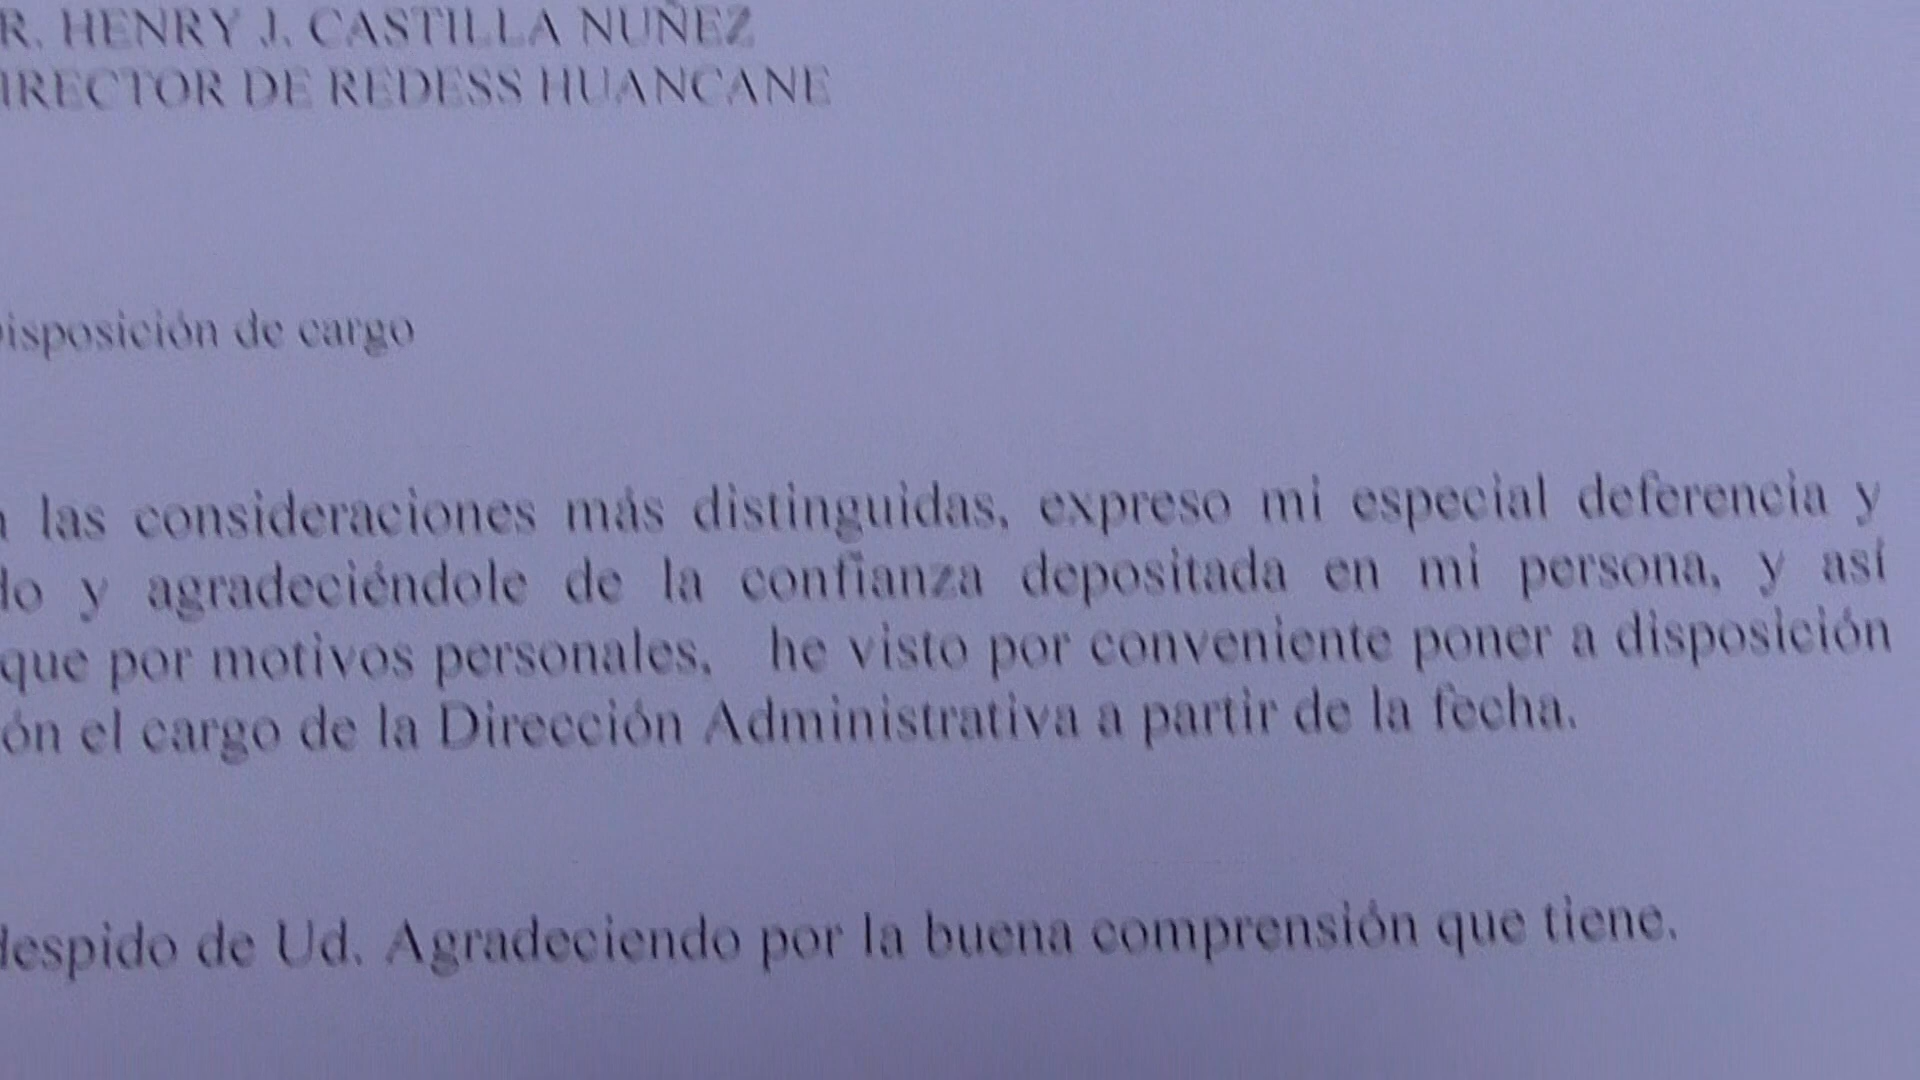 R. HENRY J. CASTILLA NUÑEZ
IRECTOR DE REDESS HUANCANE
isposición de cargo
las consideraciones más distinguidas, expreso mi especial deferencia y
lo y agradeciéndole de la confianza depositada en mi persona, y así
que por motivos personales, he visto por conveniente poner a disposición
ón el cargo de la Dirección Administrativa a partir de la fecha.
despido de Ud. Agradeciendo por la buena comprensión que tiene.